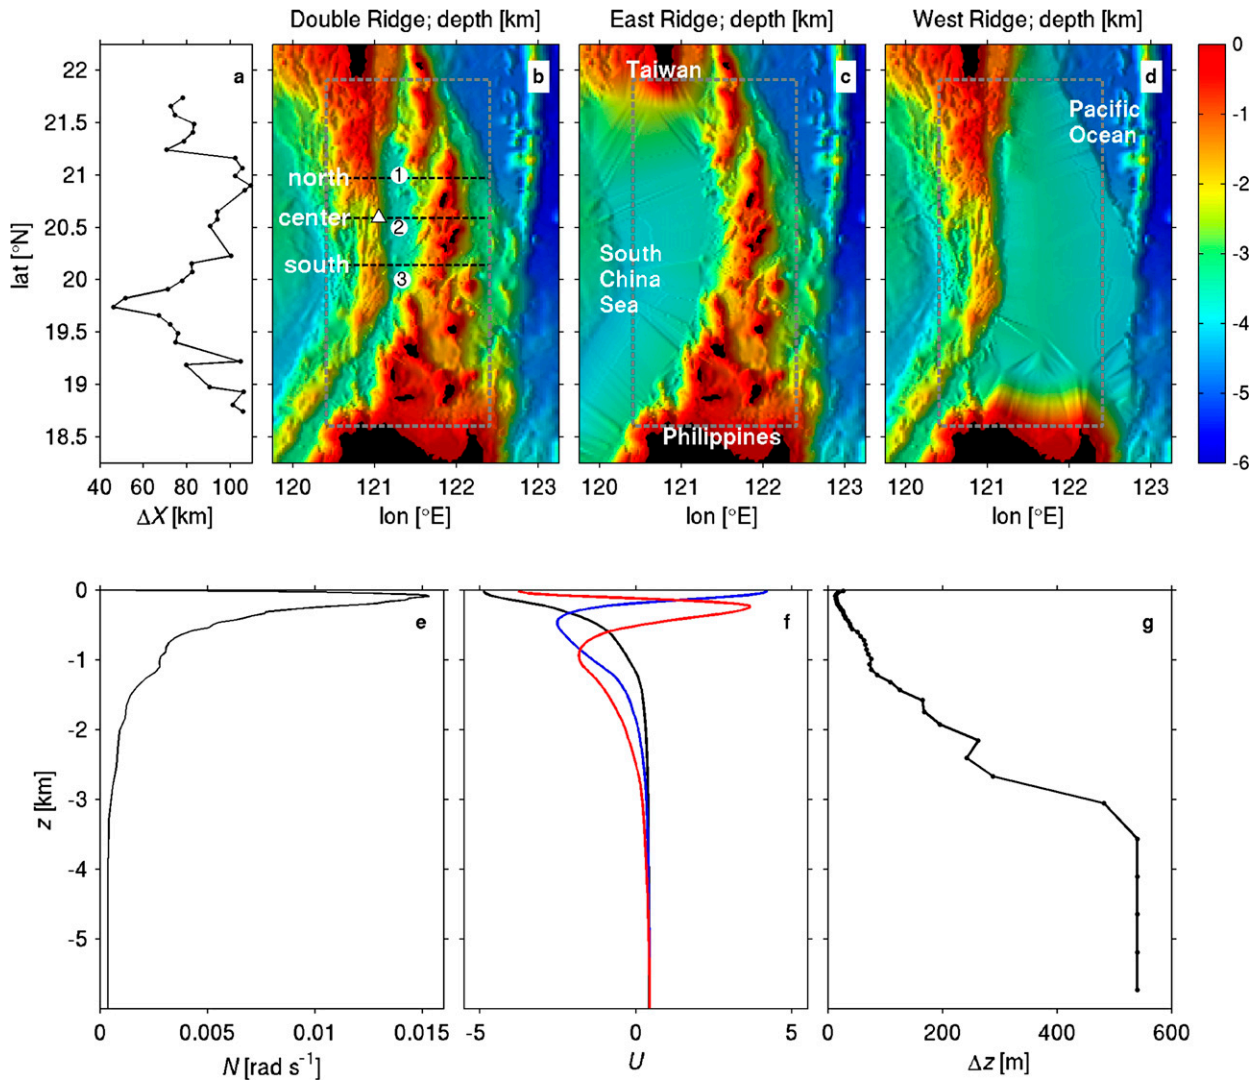 Double Ridge; depth [km]
East Ridge; depth [km]
West Ridge; depth [km]
a
b
c
d
Taiwan
Pacific
Ocean
north
center
south
1
2
3
South
China
Sea
Philippines
22
21.5
21
20.5
20
19.5
19
18.5
lat [°N]
40 60 80 100
ΔX [km]
120 121 122 123
lon [°E]
120 121 122 123
lon [°E]
120 121 122 123
lon [°E]
0
-1
-2
-3
-4
-5
-6
e
f
g
0
-1
-2
-3
-4
-5
z [km]
0 0.005 0.01 0.015
N [rad s⁻¹]
-5 0 5
U
0 200 400 600
Δz [m]